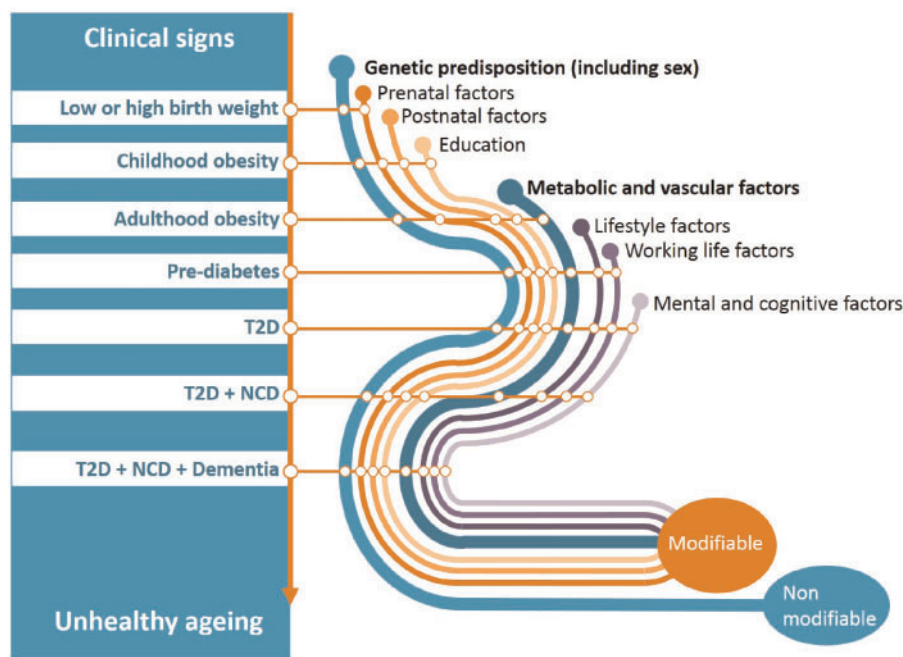 Clinical signs
Low or high birth weight
Childhood obesity
Adulthood obesity
Pre-diabetes
T2D
T2D + NCD
T2D + NCD + Dementia
Unhealthy ageing
Genetic predisposition (including sex)
Prenatal factors
Postnatal factors
Education
Metabolic and vascular factors
Lifestyle factors
Working life factors
Mental and cognitive factors
Modifiable
Non
modifiable